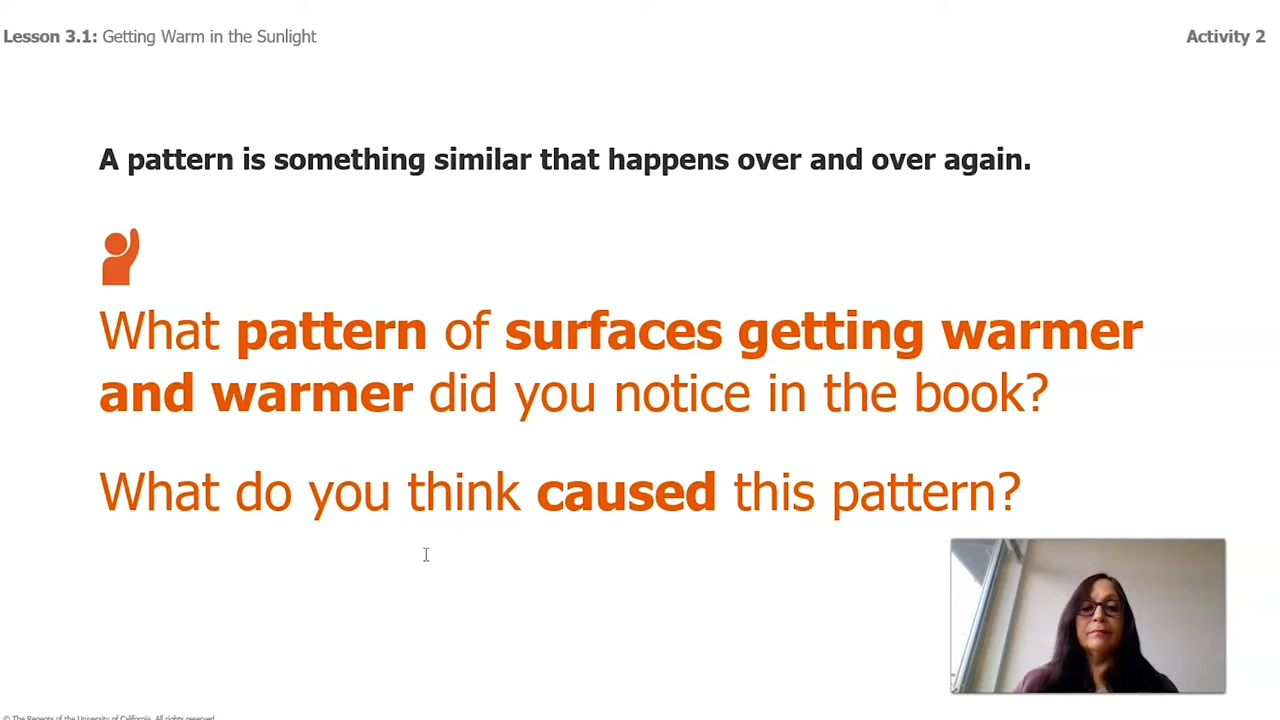 Lesson 3.1: Getting Warm in the Sunlight
Activity 2
A pattern is something similar that happens over and over again.
What pattern of surfaces getting warmer
and warmer did you notice in the book?
What do you think caused this pattern?
© The Regents of the University of California. All rights reserved